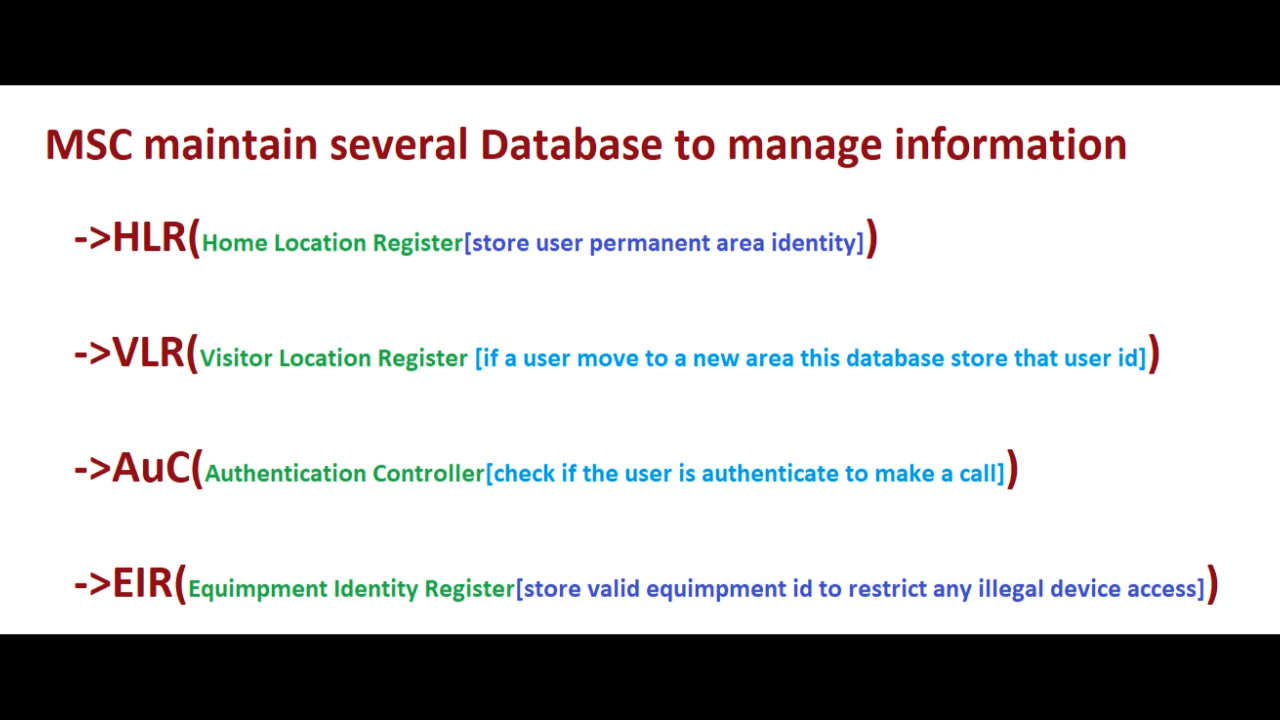 MSC maintain several Database to manage information
->HLR(Home Location Register[store user permanent area identity])
->VLR(Visitor Location Register [if a user move to a new area this database store that user id])
->AuC(Authentication Controller[check if the user is authenticate to make a call])
->EIR(Equimpment Identity Register[store valid equimpment id to restrict any illegal device access])